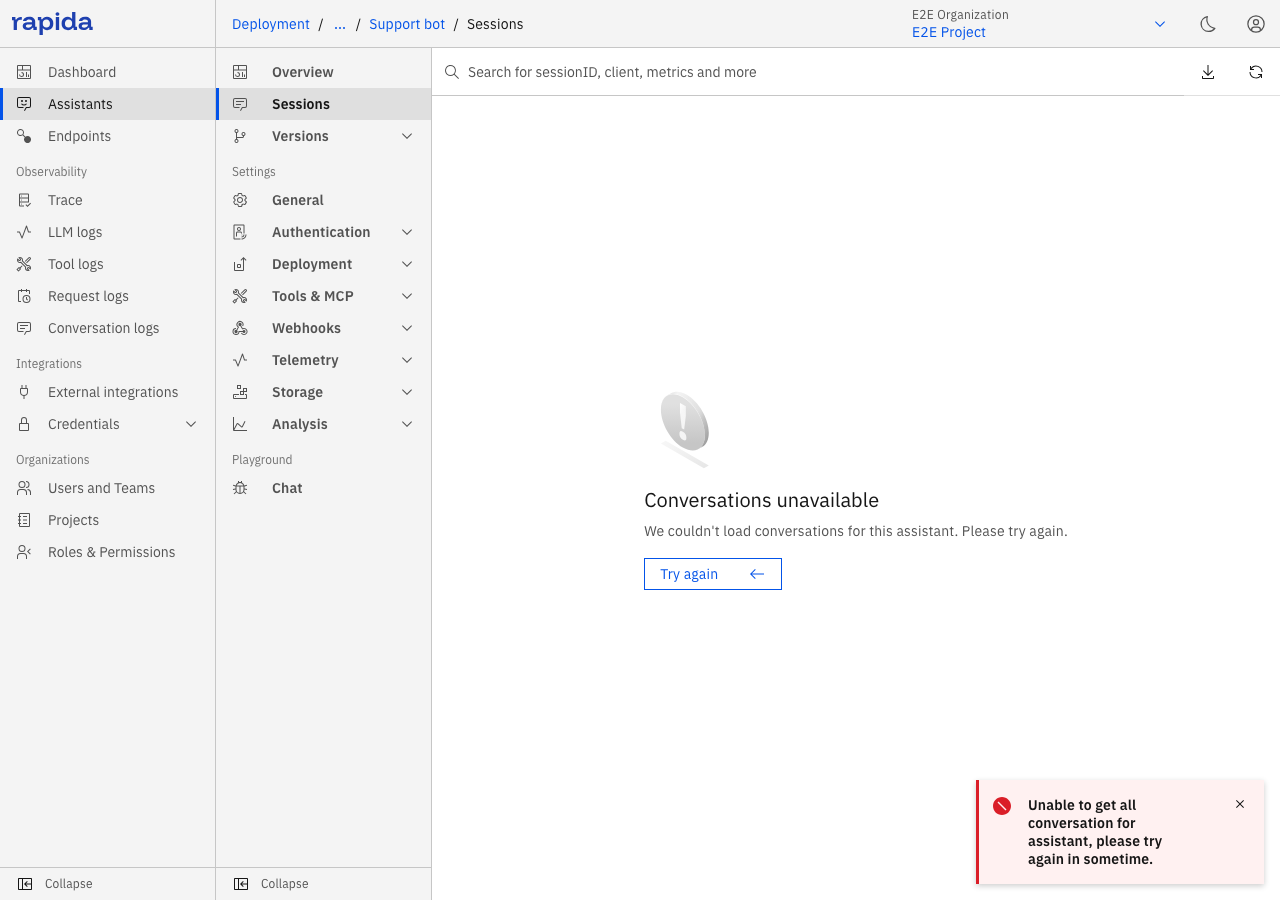 rapida
Deployment / ... / Support bot / Sessions
E2E Organization
E2E Project
Dashboard
Assistants
Endpoints
Observability
Trace
LLM logs
Tool logs
Request logs
Conversation logs
Integrations
External integrations
Credentials
Organizations
Users and Teams
Projects
Roles & Permissions
Collapse
Overview
Sessions
Versions
Settings
General
Authentication
Deployment
Tools & MCP
Webhooks
Telemetry
Storage
Analysis
Playground
Chat
Collapse
Search for sessionID, client, metrics and more
Conversations unavailable
We couldn't load conversations for this assistant. Please try again.
Try again
Unable to get all
conversation for
assistant, please try
again in sometime.